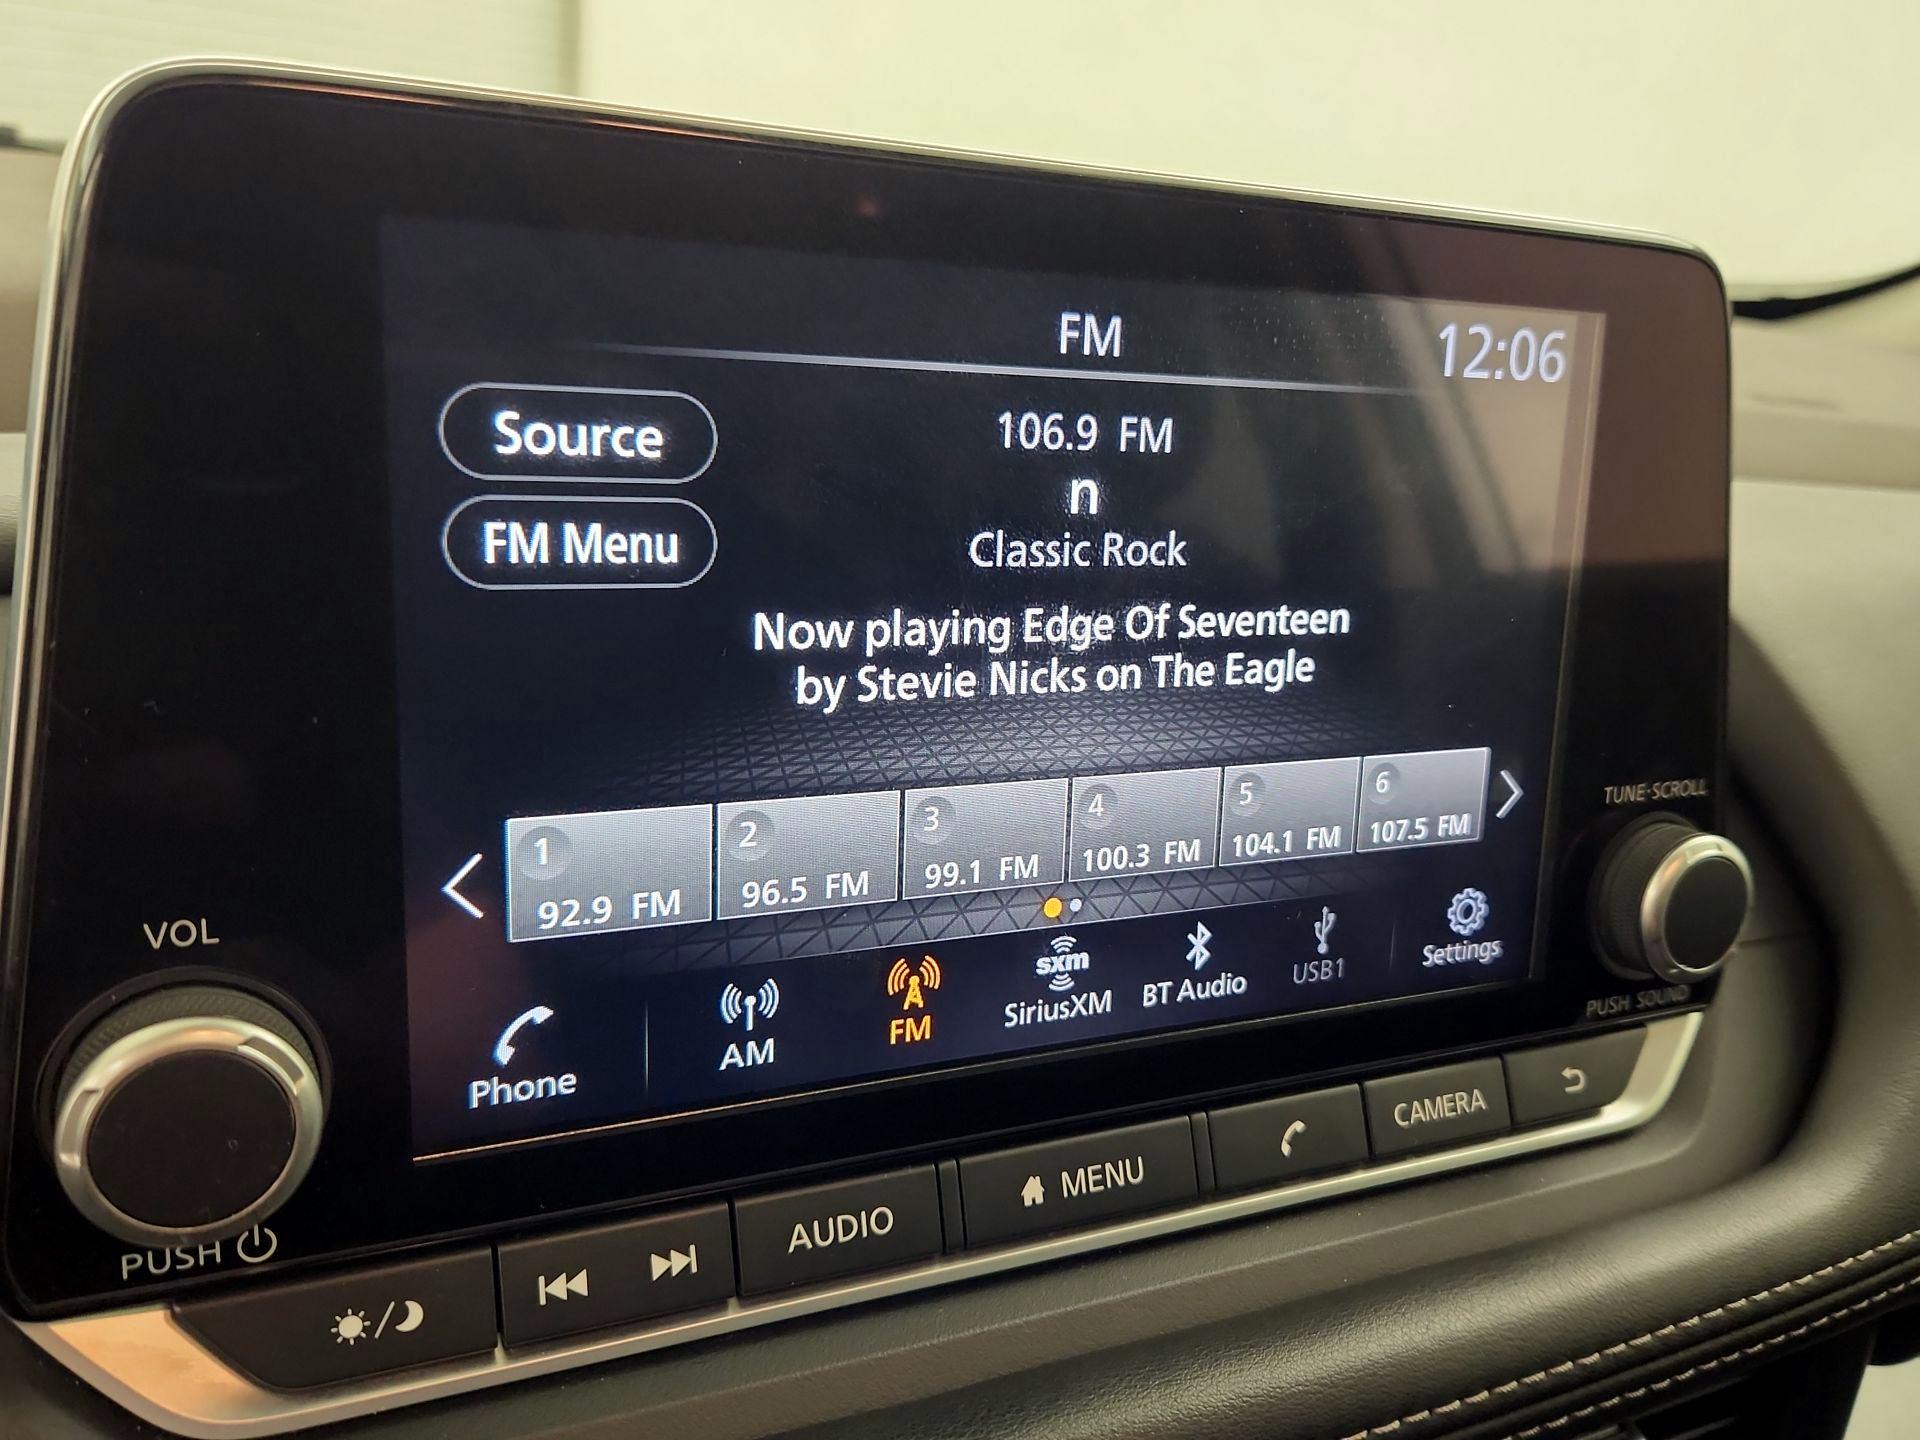 FM
12:06
Source
106.9 FM
n
FM Menu
Classic Rock
Now playing Edge Of Seventeen
by Stevie Nicks on The Eagle
1
92.9 FM
2
96.5 FM
3
99.1 FM
4
100.3 FM
5
104.1 FM
6
107.5 FM
Phone
AM
FM
sxm
SiriusXM
BT Audio
USB1
Settings
VOL
PUSH
TUNE·SCROLL
PUSH SOUND
AUDIO
MENU
CAMERA